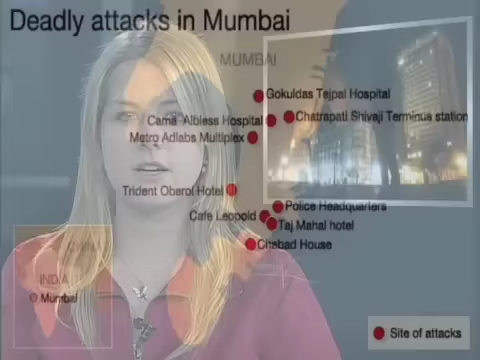 Deadly attacks in Mumbai
MUMBAI
Gokuldas Tejpal Hospital
Cama-Albless Hospital
Chatrapati Shivaji Terminus station
Metro Adlabs Multiplex
Trident Oberoi Hotel
Police Headquarters
Cafe Leopold
Taj Mahal hotel
Chabad House
INDIA
Mumbai
Site of attacks